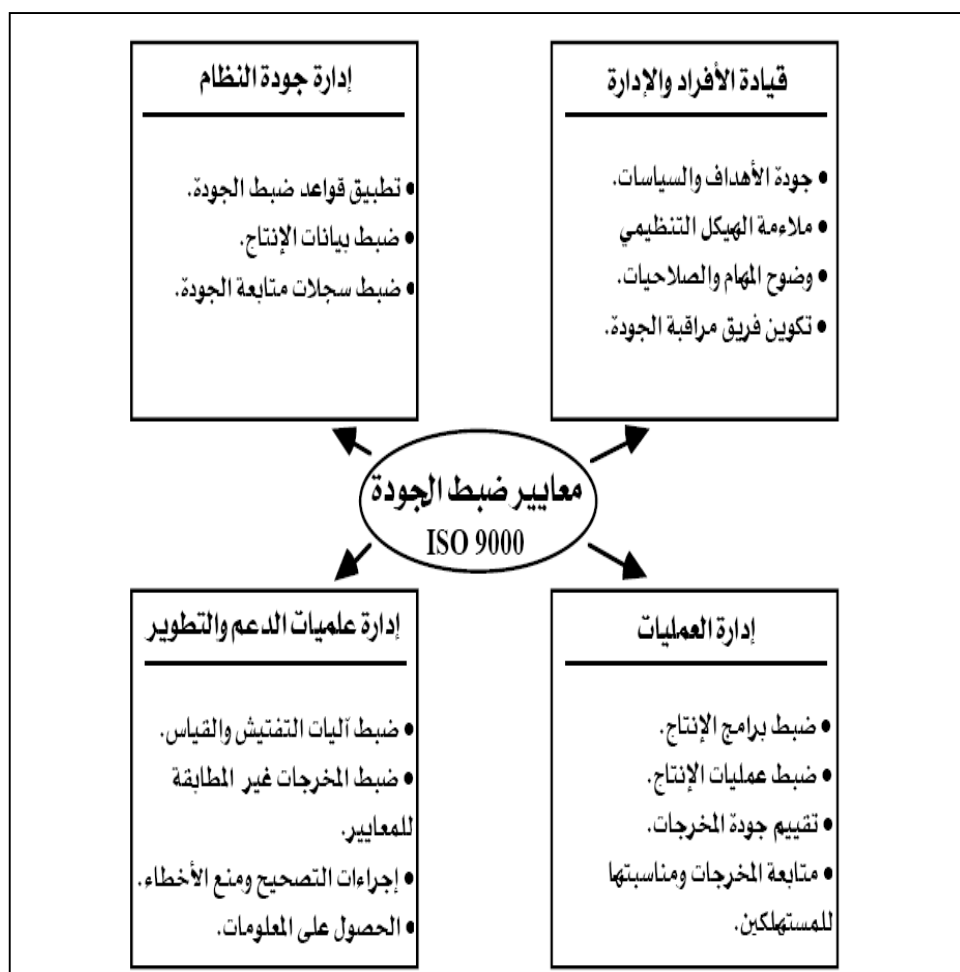 قيادة الأفراد والإدارة
• جودة الأهداف والسياسات.
• ملاءمة الهيكل التنظيمي
• وضوح المهام والصلاحيات.
• تكوين فريق مراقبة الجودة.
إدارة جودة النظام
• تطبيق قواعد ضبط الجودة.
• ضبط بيانات الإنتاج.
• ضبط سجلات متابعة الجودة.
معايير ضبط الجودة
ISO 9000
إدارة العمليات
• ضبط برامج الإنتاج.
• ضبط عمليات الإنتاج.
• تقييم جودة المخرجات.
• متابعة المخرجات ومناسبتها
للمستهلكين.
إدارة علميات الدعم والتطوير
• ضبط آليات التفتيش والقياس.
• ضبط المخرجات غير المطابقة
للمعايير.
• إجراءات التصحيح ومنع الأخطاء.
• الحصول على المعلومات.